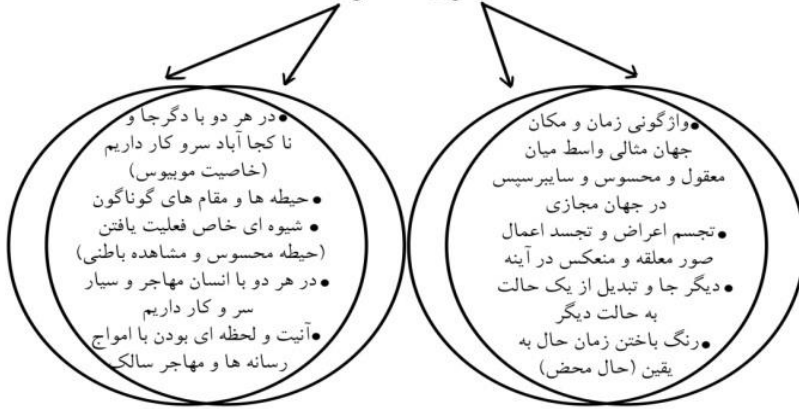 •واژگونی زمان و مکان
جهان مثالی واسط میان
معقول و محسوس و سایبرسپس
در جهان مجازی
•تجسم اعراض و تجسد اعمال
صور معلقه و منعکس در آینه
•دیگر جا و تبدیل از یک حالت
به حالت دیگر
•رنگ باختن زمان حال به
یقین (حال محض)
•در هر دو با دگرجا و
نا کجا آباد سرو کار داریم
(خاصیت موبیوس)
•حیطه ها و مقام های گوناگون
•شیوه ای خاص فعلیت یافتن
(حیطه محسوس و مشاهده باطنی)
•در هر دو با انسان مهاجر و سیار
سر و کار داریم
•آنیت و لحظه ای بودن با امواج
رسانه ها و مهاجر سالک